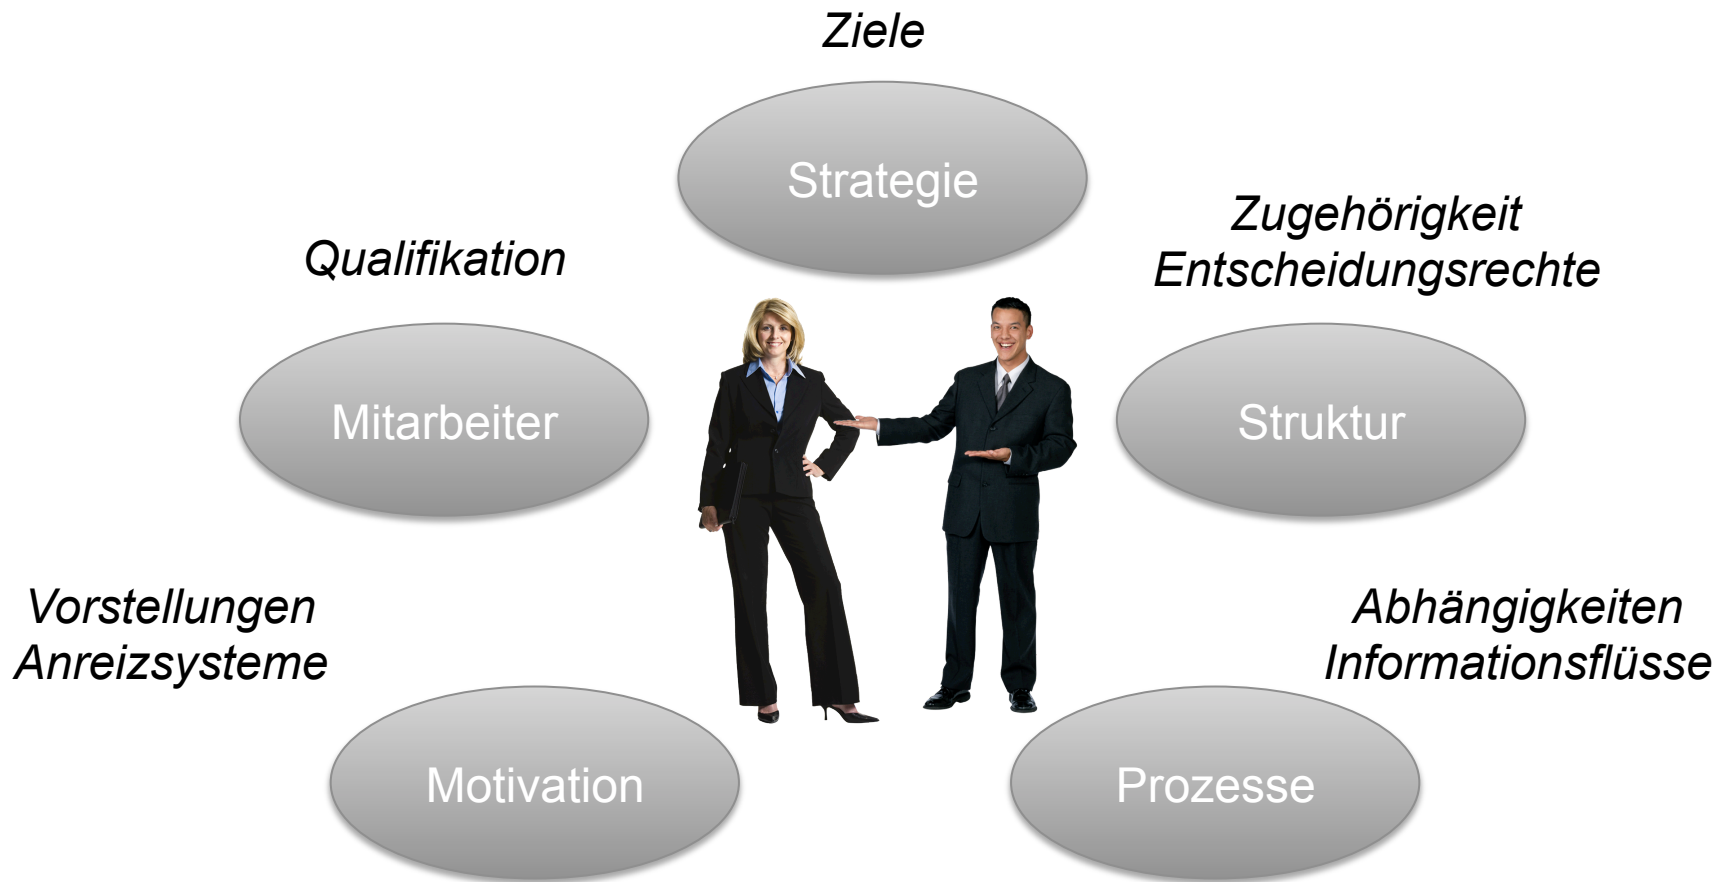 Ziele
Strategie
Zugehörigkeit
Entscheidungsrechte
Qualifikation
Mitarbeiter
Struktur
Vorstellungen
Anreizsysteme
Abhängigkeiten
Informationsflüsse
Motivation
Prozesse